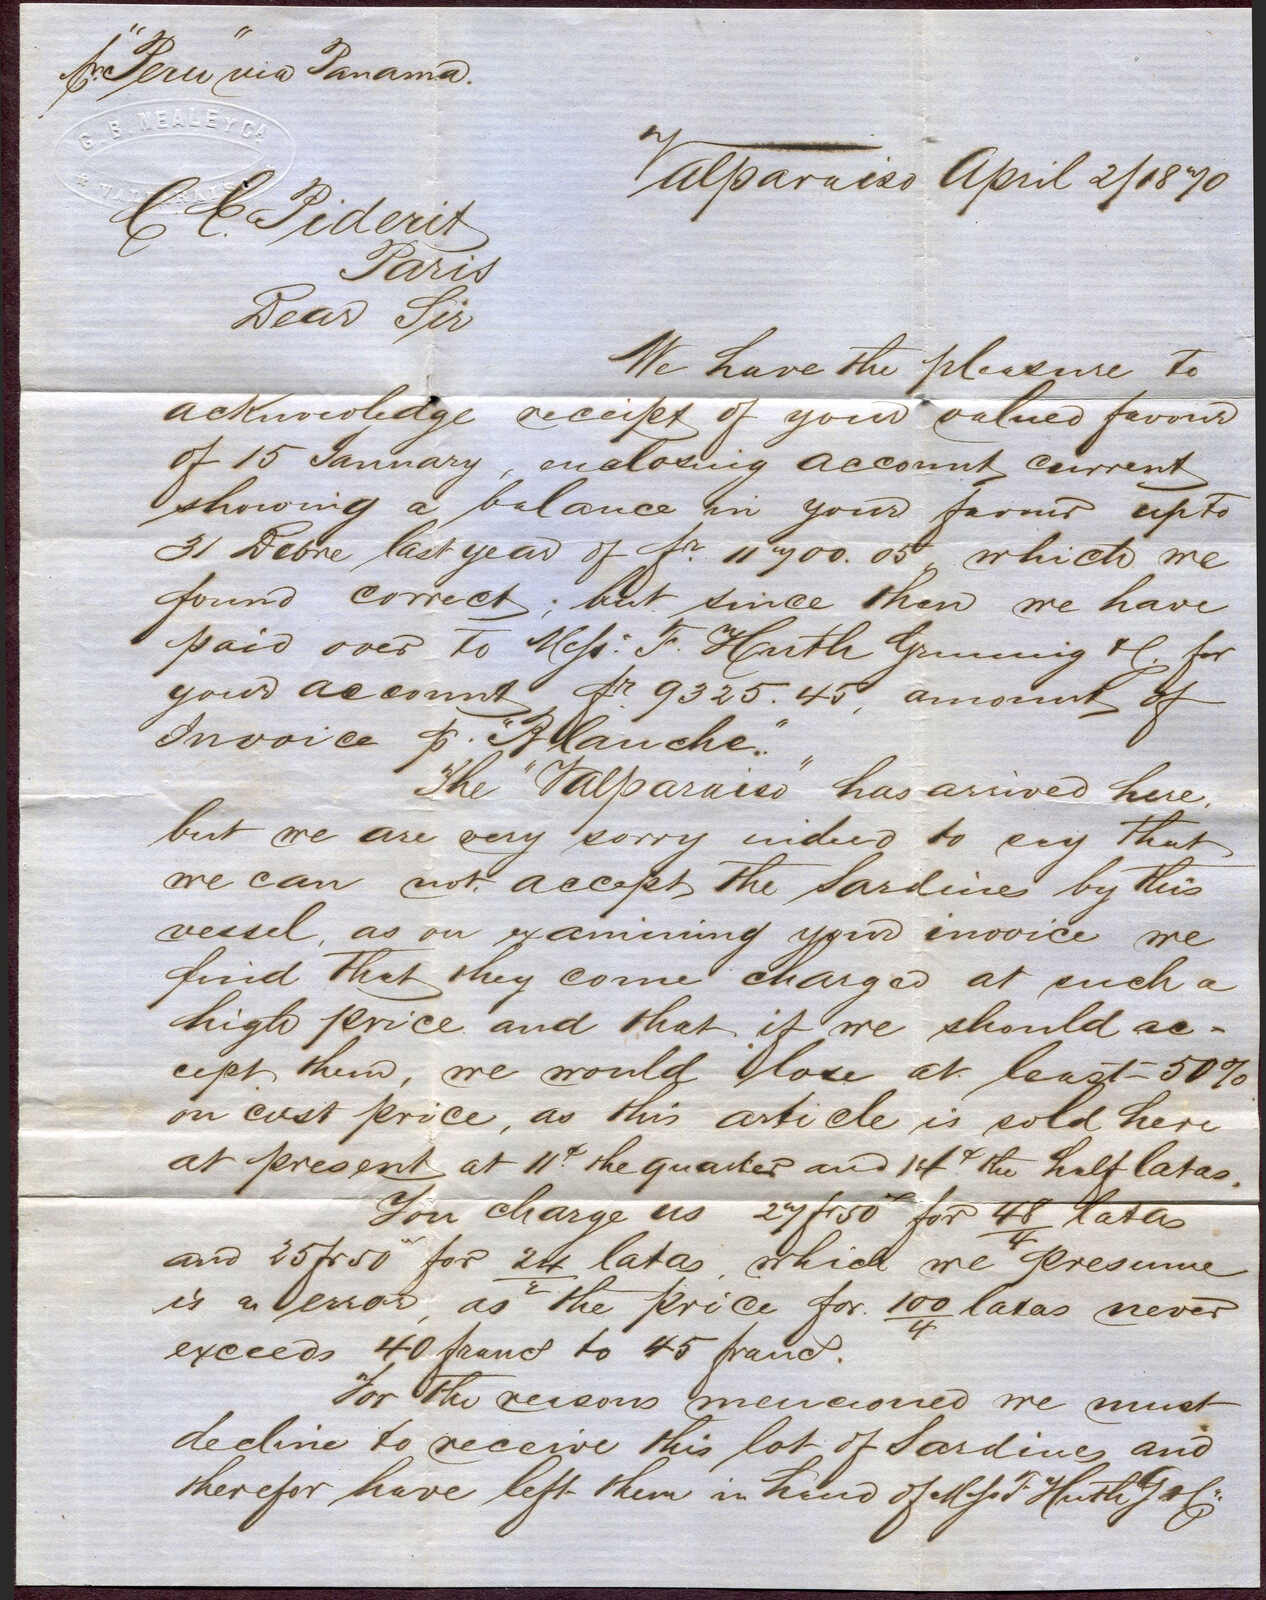 pr. "Peru" via Panama.
G. B. NEALEY Co
VALPARAISO
Valparaiso April 2/1870
C. C. Piderit
Paris
Dear Sir
We have the pleasure to
acknowledge receipt of your valued favour
of 15 January, enclosing account current
showing a balance in your favour upto
31 Debre last year of fr. 11700.05, which we
found correct; but since then we have
paid over to Mess: F. Huth Gruning & C. for
your account fr. 9325.45, amount of
Invoice p. "Blanche".
The "Valparaiso" has arrived here,
but we are very sorry indeed to say that
we can not accept the Sardines by this
vessel, as on examining your invoice we
find that they come charged at such a
high price and that if we should ac-
cept them, we would lose at least 50%
on cost price, as this article is sold here
at present at 11 the quarter and 14 the half latas.
You charge us 27fr50 for 48/4 latas
and 25fr50 for 24/2 latas, which we presume
is an error, as the price for 100/4 latas never
exceeds 40 francs to 45 francs.
For the reasons mencioned we must
decline to receive this lot of Sardines and
therefor have left them in hand of Mess F Huth G & C.